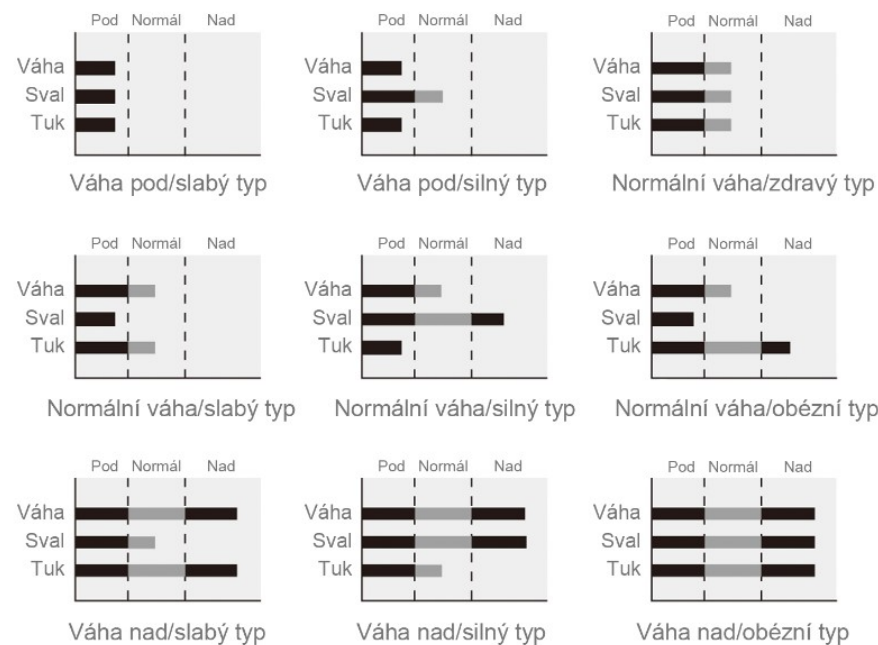 Pod Normál Nad
Váha
Sval
Tuk
Váha pod/slabý typ
Pod Normál Nad
Váha
Sval
Tuk
Váha pod/silný typ
Pod Normál Nad
Váha
Sval
Tuk
Normální váha/zdravý typ
Pod Normál Nad
Váha
Sval
Tuk
Normální váha/slabý typ
Pod Normál Nad
Váha
Sval
Tuk
Normální váha/silný typ
Pod Normál Nad
Váha
Sval
Tuk
Normální váha/obézní typ
Pod Normál Nad
Váha
Sval
Tuk
Váha nad/slabý typ
Pod Normál Nad
Váha
Sval
Tuk
Váha nad/silný typ
Pod Normál Nad
Váha
Sval
Tuk
Váha nad/obézní typ